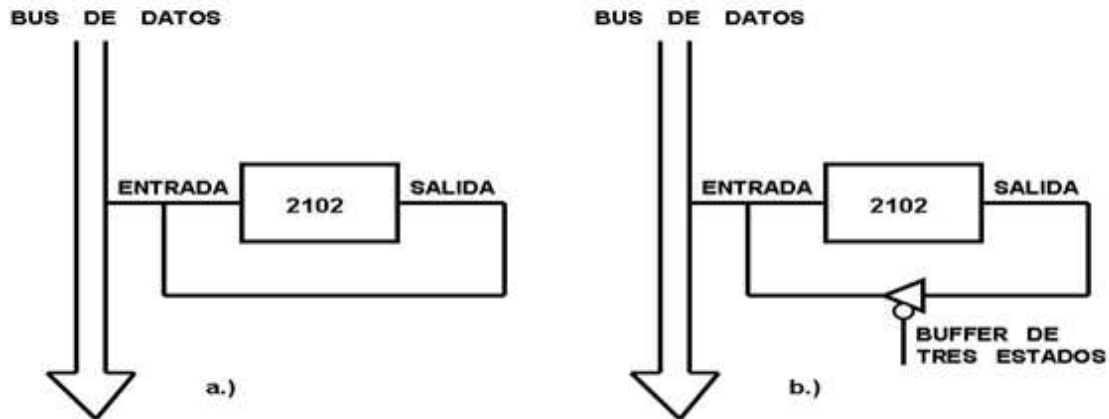 BUS DE DATOS
ENTRADA
2102
SALIDA
a.)
BUS DE DATOS
ENTRADA
2102
SALIDA
BUFFER DE
TRES ESTADOS
b.)